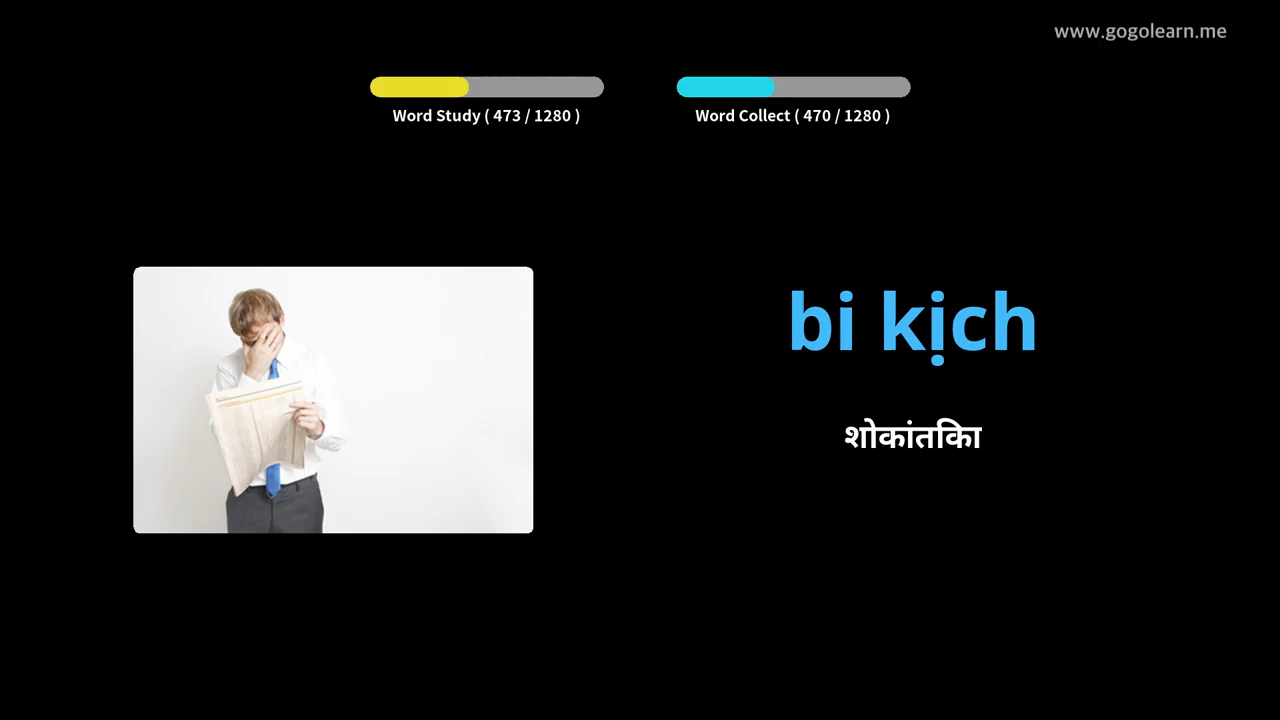 www.gogolearn.me
Word Study ( 473 / 1280 )
Word Collect ( 470 / 1280 )
bi kịch
शोकांतिका